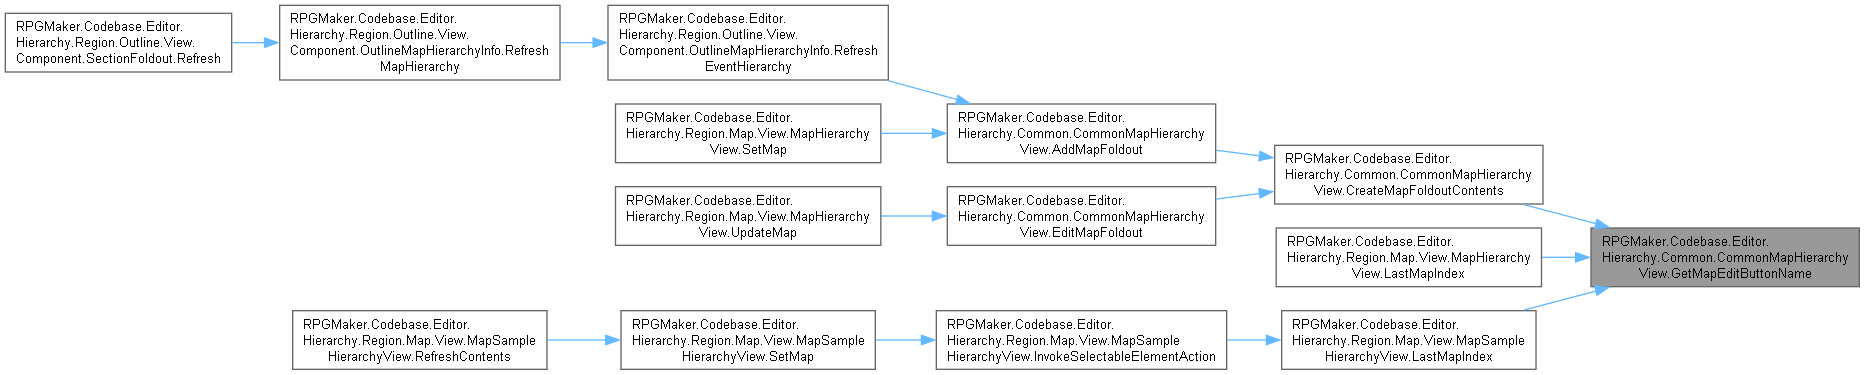 RPGMaker.Codebase.Editor.
Hierarchy.Region.Outline.View.
Component.SectionFoldout.Refresh
RPGMaker.Codebase.Editor.
Hierarchy.Region.Outline.View.
Component.OutlineMapHierarchyInfo.Refresh
MapHierarchy
RPGMaker.Codebase.Editor.
Hierarchy.Region.Outline.View.
Component.OutlineMapHierarchyInfo.Refresh
EventHierarchy
RPGMaker.Codebase.Editor.
Hierarchy.Region.Map.View.MapHierarchy
View.SetMap
RPGMaker.Codebase.Editor.
Hierarchy.Common.CommonMapHierarchy
View.AddMapFoldout
RPGMaker.Codebase.Editor.
Hierarchy.Common.CommonMapHierarchy
View.CreateMapFoldoutContents
RPGMaker.Codebase.Editor.
Hierarchy.Region.Map.View.MapHierarchy
View.UpdateMap
RPGMaker.Codebase.Editor.
Hierarchy.Common.CommonMapHierarchy
View.EditMapFoldout
RPGMaker.Codebase.Editor.
Hierarchy.Region.Map.View.MapHierarchy
View.LastMapIndex
RPGMaker.Codebase.Editor.
Hierarchy.Common.CommonMapHierarchy
View.GetMapEditButtonName
RPGMaker.Codebase.Editor.
Hierarchy.Region.Map.View.MapSample
HierarchyView.RefreshContents
RPGMaker.Codebase.Editor.
Hierarchy.Region.Map.View.MapSample
HierarchyView.SetMap
RPGMaker.Codebase.Editor.
Hierarchy.Region.Map.View.MapSample
HierarchyView.InvokeSelectableElementAction
RPGMaker.Codebase.Editor.
Hierarchy.Region.Map.View.MapSample
HierarchyView.LastMapIndex